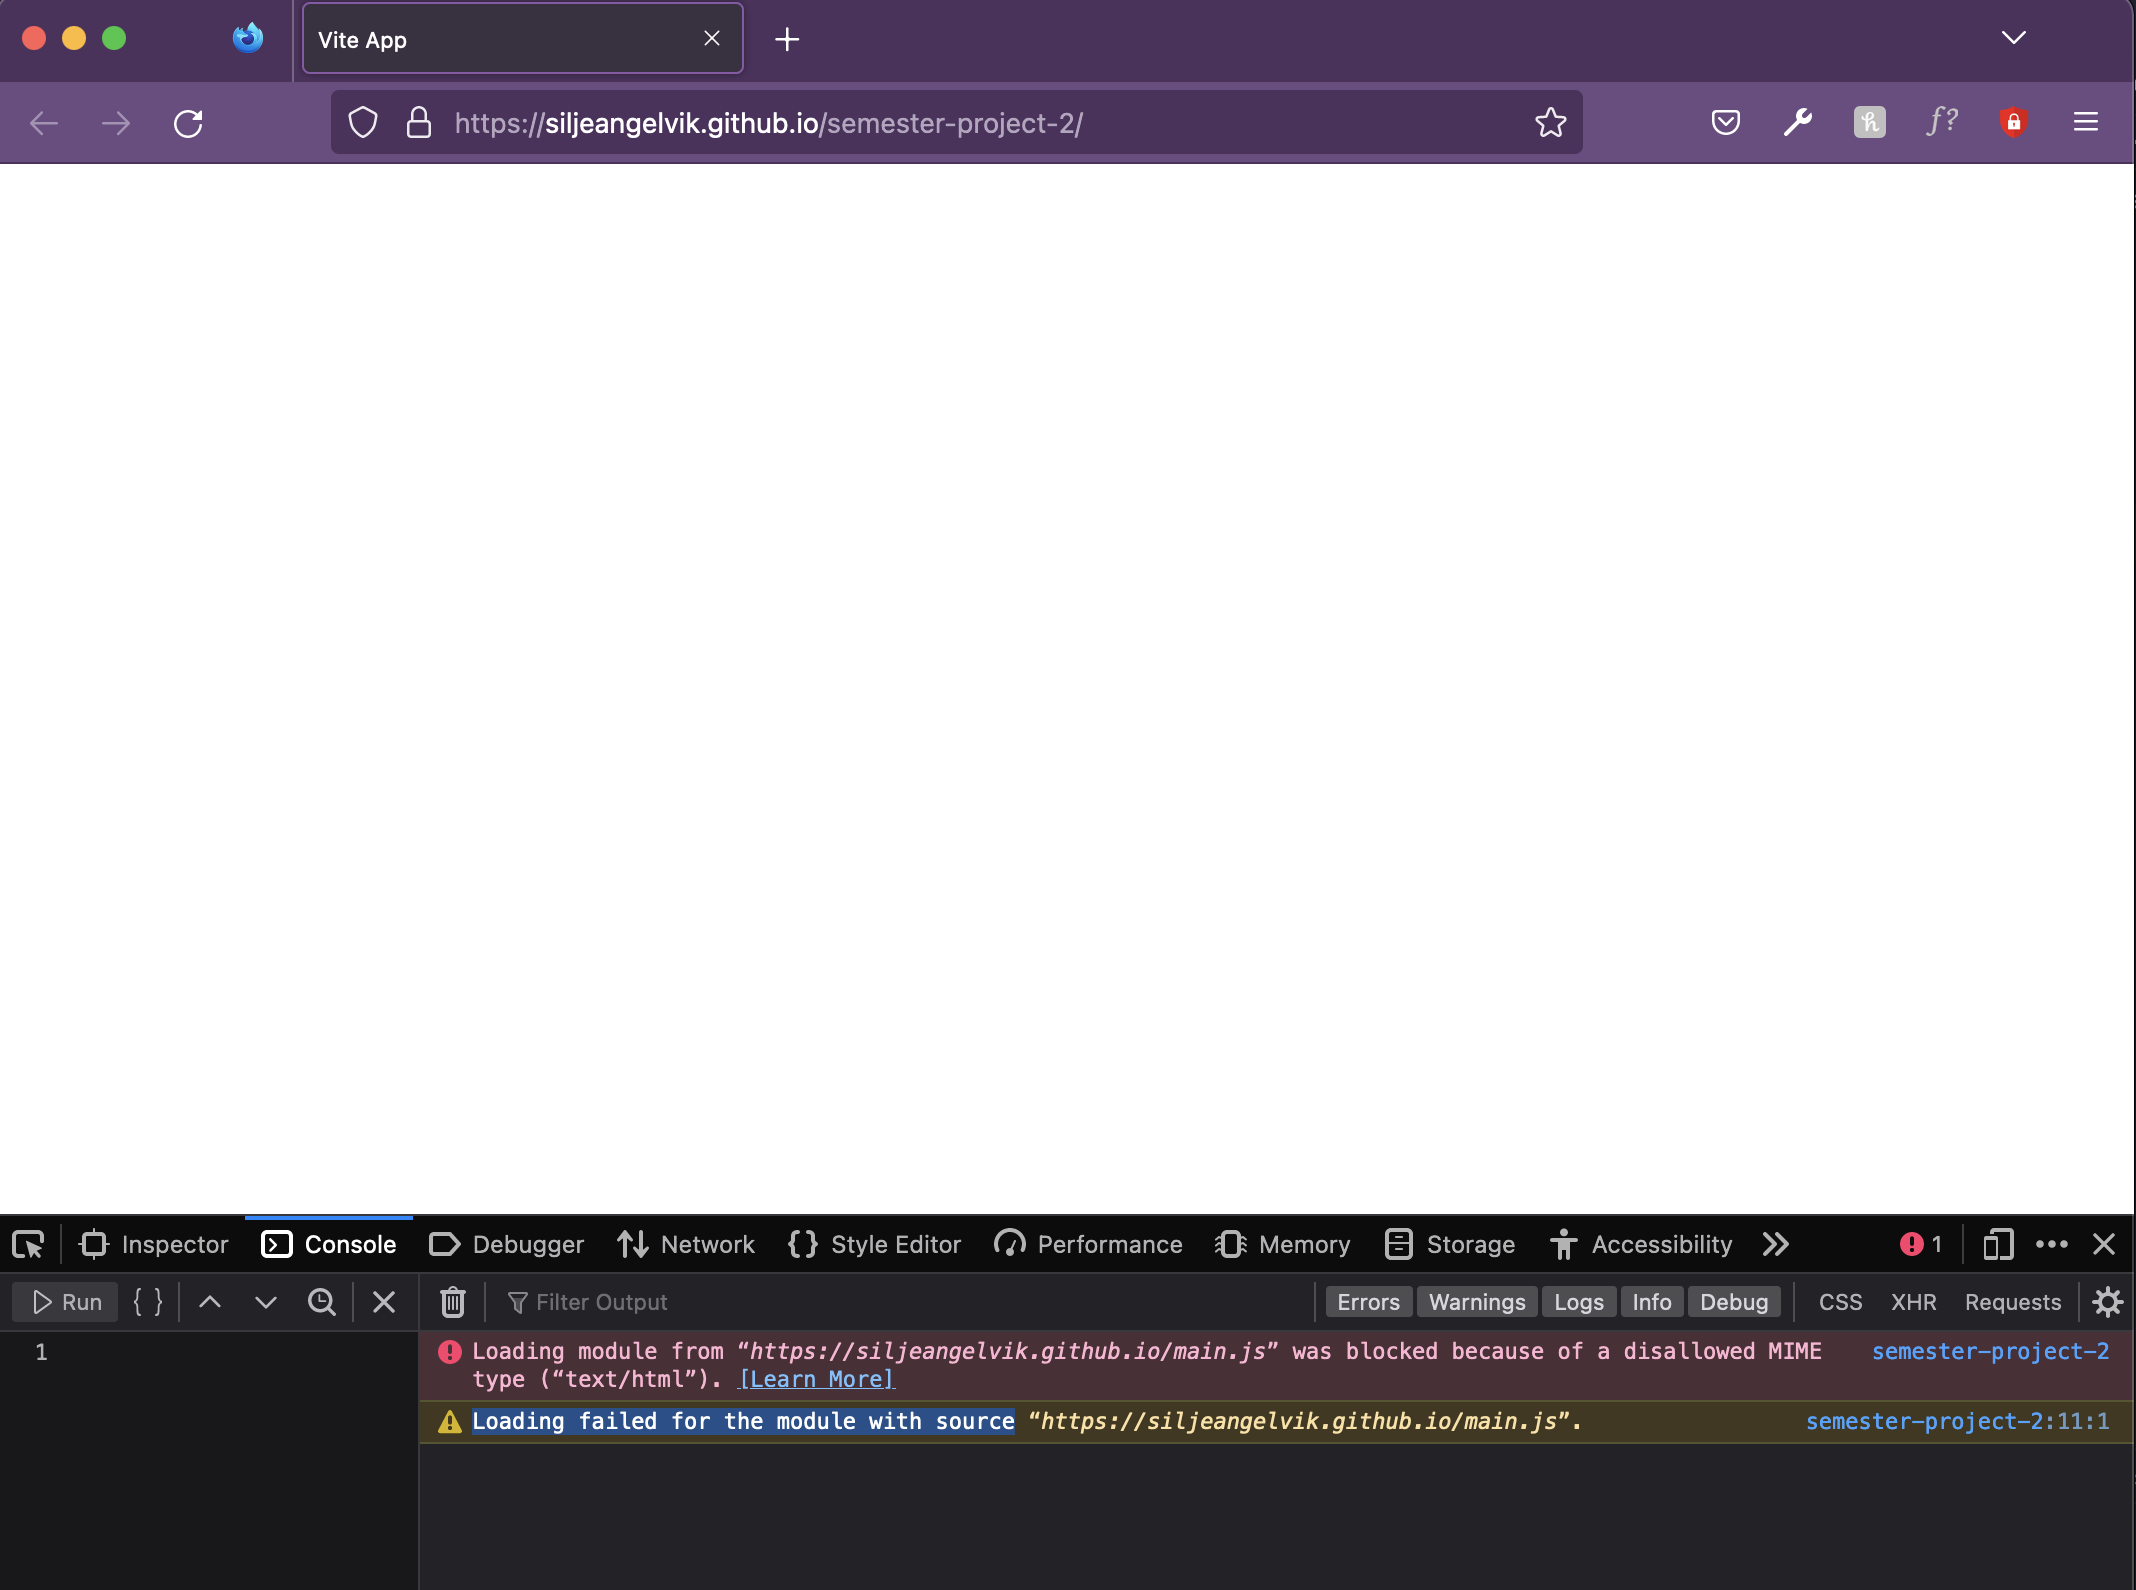 Vite App
https://siljeangelvik.github.io/semester-project-2/
Inspector Console Debugger Network Style Editor Performance Memory Storage Accessibility 1
Run { } Filter Output Errors Warnings Logs Info Debug CSS XHR Requests
1
Loading module from “https://siljeangelvik.github.io/main.js” was blocked because of a disallowed MIME semester-project-2
type (“text/html”). [Learn More]
Loading failed for the module with source “https://siljeangelvik.github.io/main.js”. semester-project-2:11:1